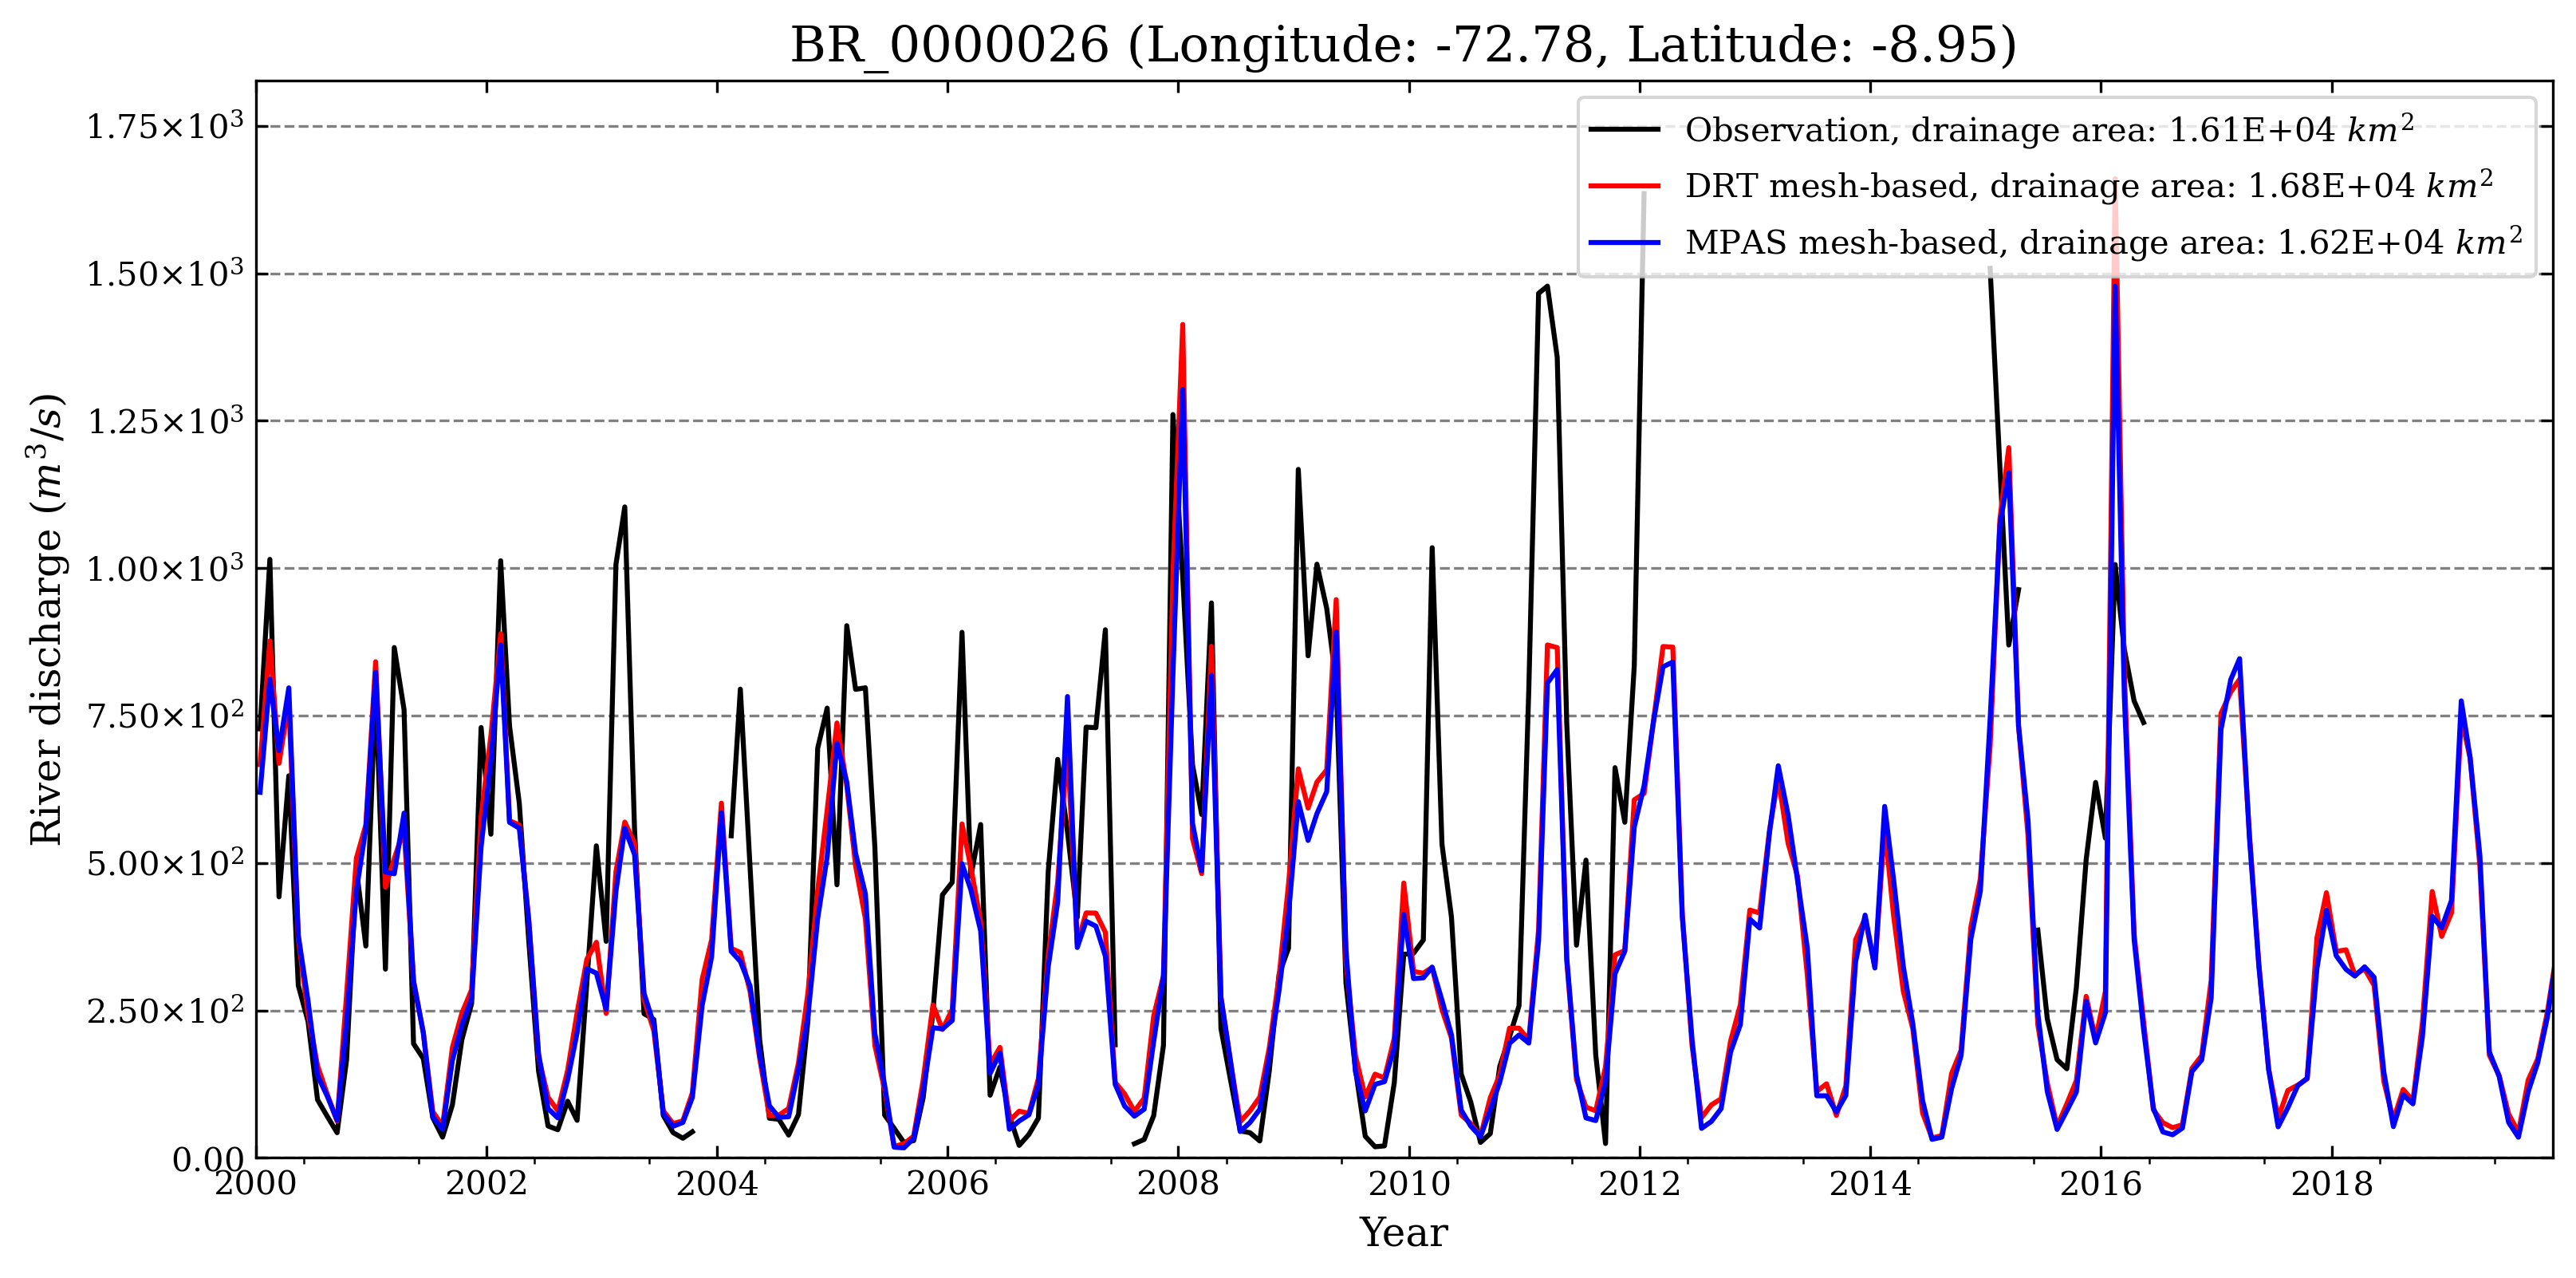 BR_0000026 (Longitude: -72.78, Latitude: -8.95)
1.75×10³
1.50×10³
1.25×10³
1.00×10³
7.50×10²
5.00×10²
2.50×10²
0.00
River discharge (m³/s)
Observation, drainage area: 1.61E+04 km²
DRT mesh-based, drainage area: 1.68E+04 km²
MPAS mesh-based, drainage area: 1.62E+04 km²
2000 2002 2004 2006 2008 2010 2012 2014 2016 2018
Year